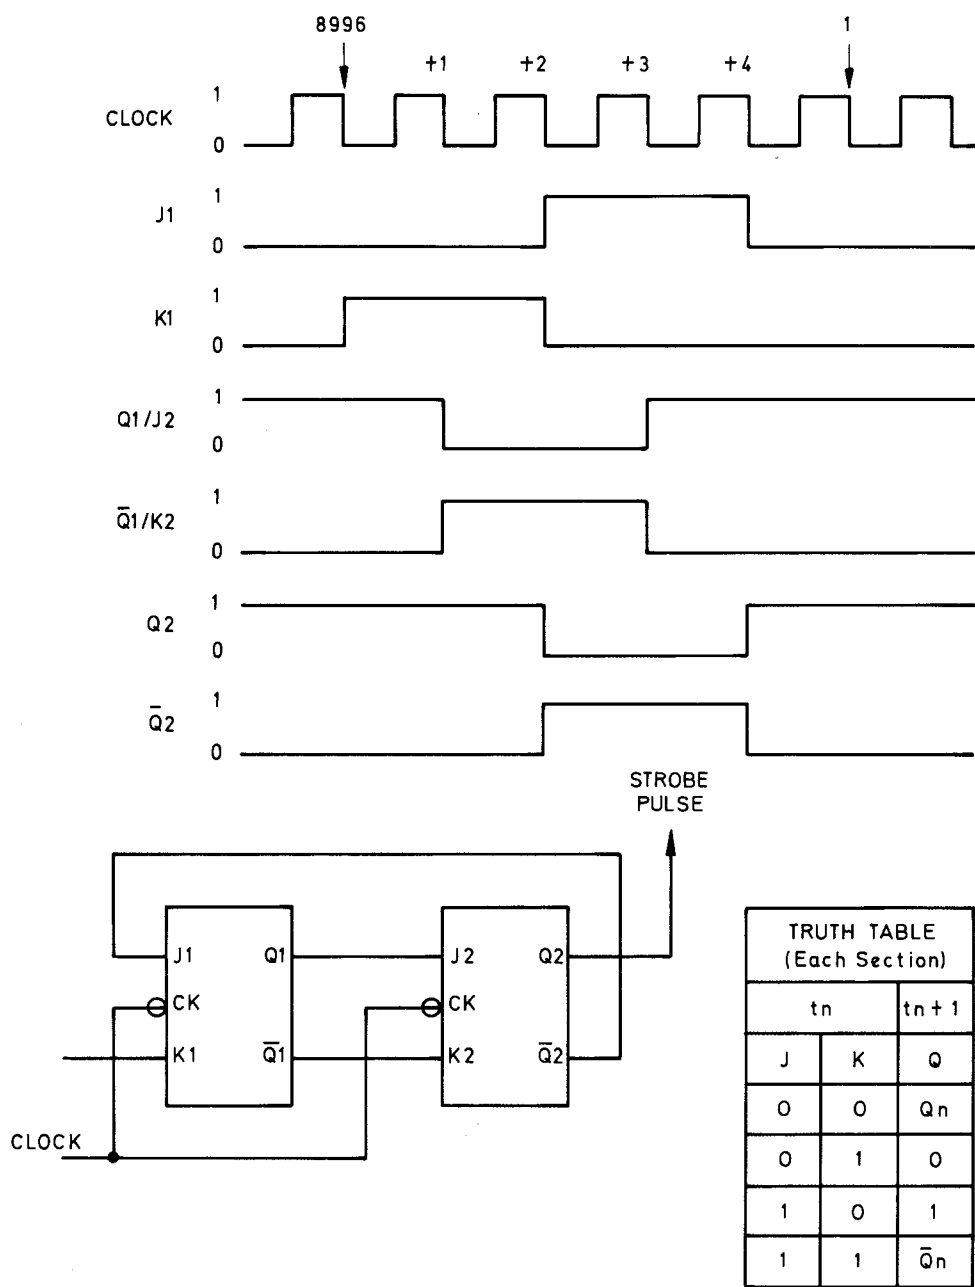 8996 1
+1 +2 +3 +4
CLOCK 1 0
J1 1 0
K1 1 0
Q1/J2 1 0
Q̅1/K2 1 0
Q2 1 0
Q̅2 1 0
STROBE
PULSE
J1 Q1 J2 Q2
CK CK
K1 Q̅1 K2 Q̅2
CLOCK
TRUTH TABLE
(Each Section)
tn tn+1
J K Q
0 0 Qn
0 1 0
1 0 1
1 1 Q̅n